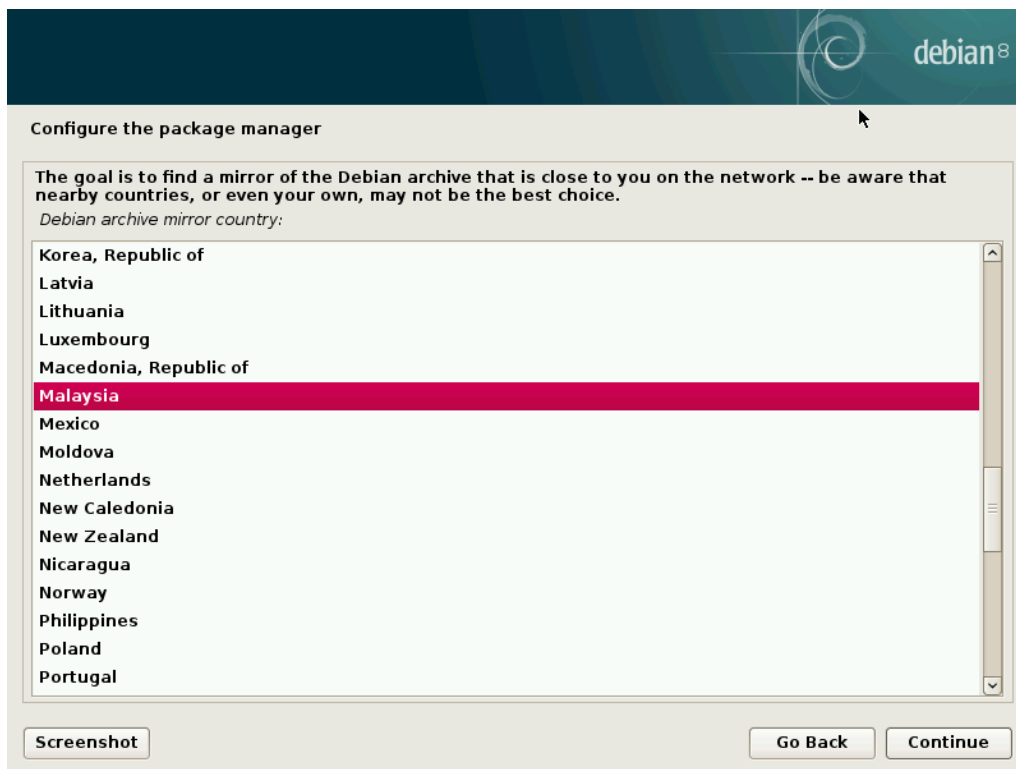 debian 8
Configure the package manager
The goal is to find a mirror of the Debian archive that is close to you on the network -- be aware that
nearby countries, or even your own, may not be the best choice.
Debian archive mirror country:
Korea, Republic of
Latvia
Lithuania
Luxembourg
Macedonia, Republic of
Malaysia
Mexico
Moldova
Netherlands
New Caledonia
New Zealand
Nicaragua
Norway
Philippines
Poland
Portugal
Screenshot
Go Back
Continue